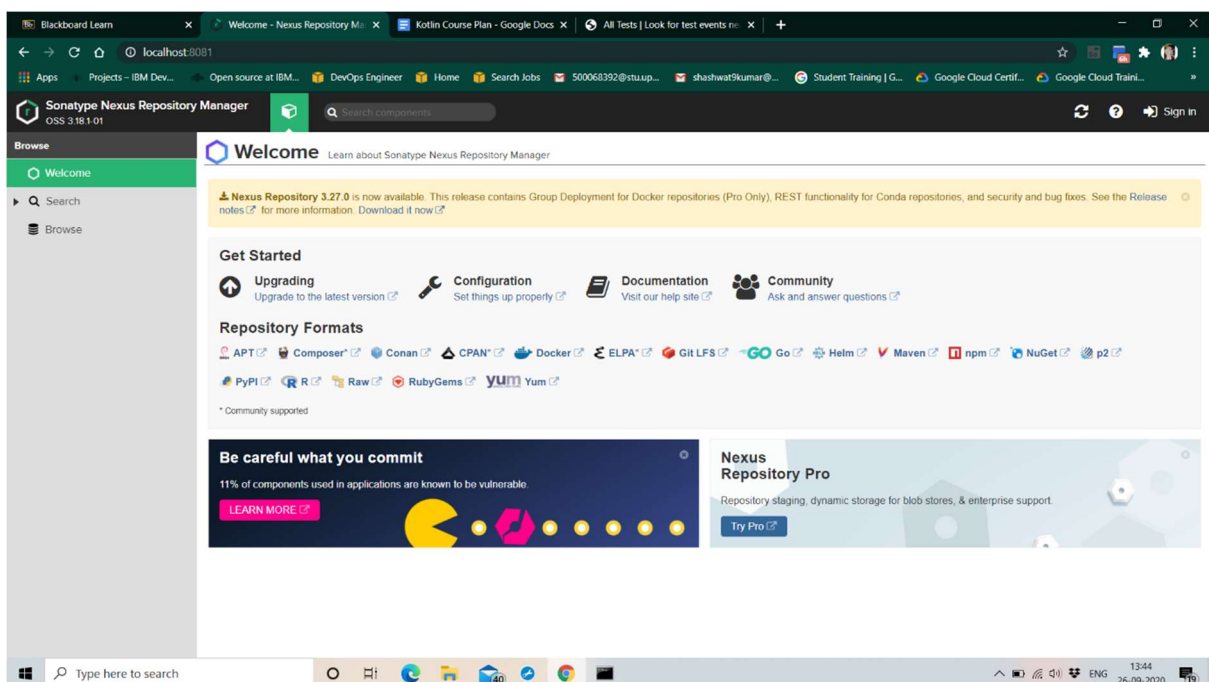 Blackboard Learn
Welcome - Nexus Repository Ma
Kotlin Course Plan - Google Docs
All Tests | Look for test events ne
localhost:8081
Apps Projects – IBM Dev... Open source at IBM... DevOps Engineer Home Search Jobs 500068392@stu.up... shashwat9kumar@... Student Training | G... Google Cloud Certif... Google Cloud Traini... »
Sonatype Nexus Repository Manager
OSS 3.18.1-01
Search components
Sign in
Browse
Welcome
Search
Browse
Welcome Learn about Sonatype Nexus Repository Manager
Nexus Repository 3.27.0 is now available. This release contains Group Deployment for Docker repositories (Pro Only), REST functionality for Conda repositories, and security and bug fixes. See the Release
notes for more information. Download it now
Get Started
Upgrading
Upgrade to the latest version
Configuration
Set things up properly
Documentation
Visit our help site
Community
Ask and answer questions
Repository Formats
APT Composer* Conan CPAN* Docker ELPA* Git LFS GO Go Helm Maven npm NuGet p2
PyPI R Raw RubyGems yum Yum
* Community supported
Be careful what you commit
11% of components used in applications are known to be vulnerable.
LEARN MORE
Nexus
Repository Pro
Repository staging, dynamic storage for blob stores, & enterprise support.
Try Pro
Type here to search
40
ENG
13:44
26-09-2020
19